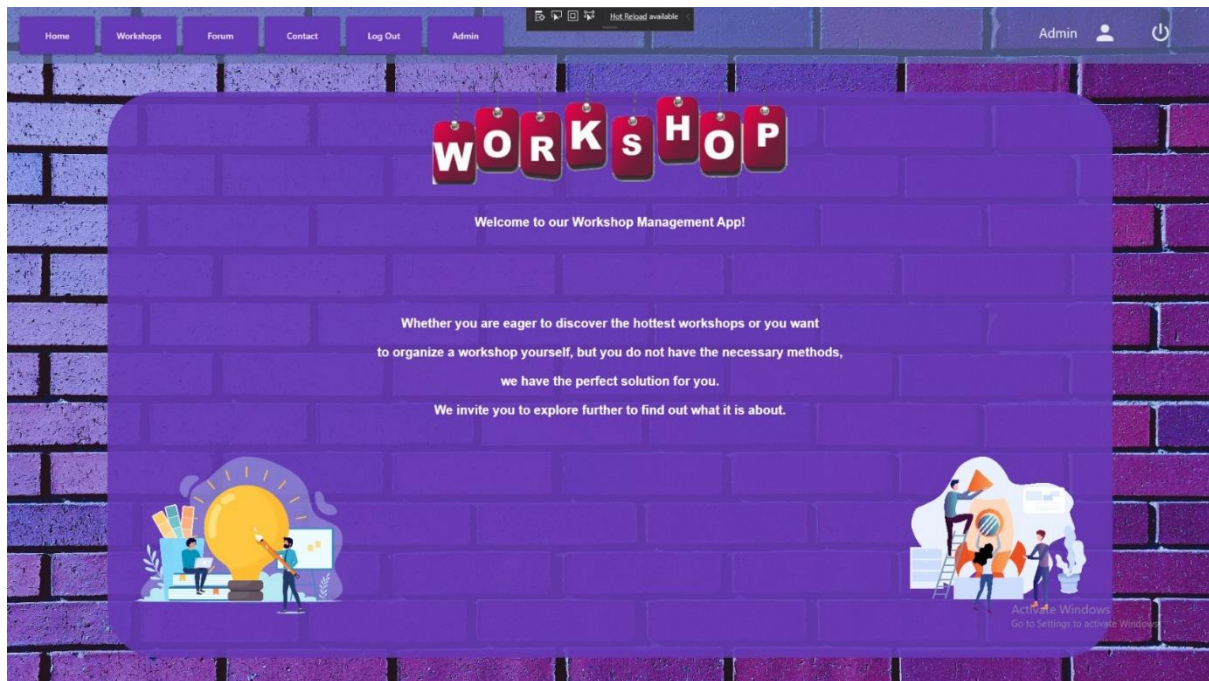 Hot Reload available
Home Workshops Forum Contact Log Out Admin Admin
WORKSHOP
Welcome to our Workshop Management App!
Whether you are eager to discover the hottest workshops or you want
to organize a workshop yourself, but you do not have the necessary methods,
we have the perfect solution for you.
We invite you to explore further to find out what it is about.
Activate Windows
Go to Settings to activate Windows.